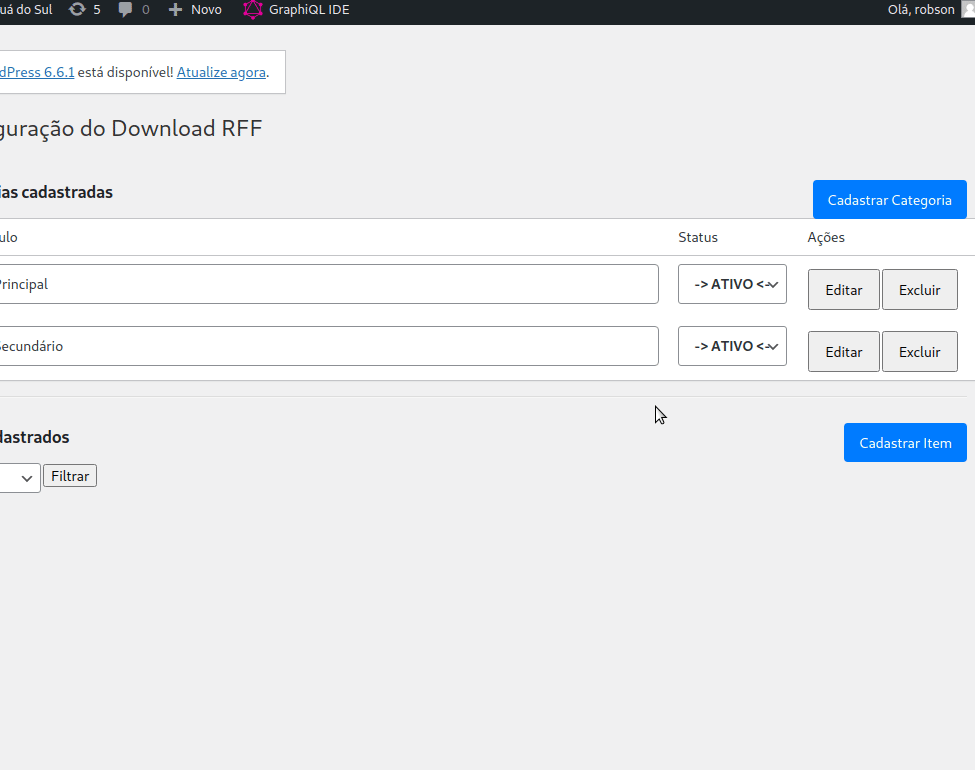 uá do Sul 5 0 Novo GraphiQL IDE Olá, robson
dPress 6.6.1 está disponível! Atualize agora.
guração do Download RFF
ias cadastradas
Cadastrar Categoria
ulo Status Ações
Principal -> ATIVO <- Editar Excluir
Secundário -> ATIVO <- Editar Excluir
dastrados
Cadastrar Item
Filtrar